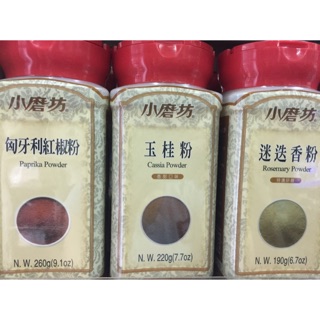 小磨坊
匈牙利紅椒粉
Paprika Powder
N. W. 260g(9.1oz)
小磨坊
玉桂粉
Cassia Powder
N. W. 220g(7.7oz)
小磨坊
迷迭香粉
Rosemary Powder
N. W. 190g(6.7oz)